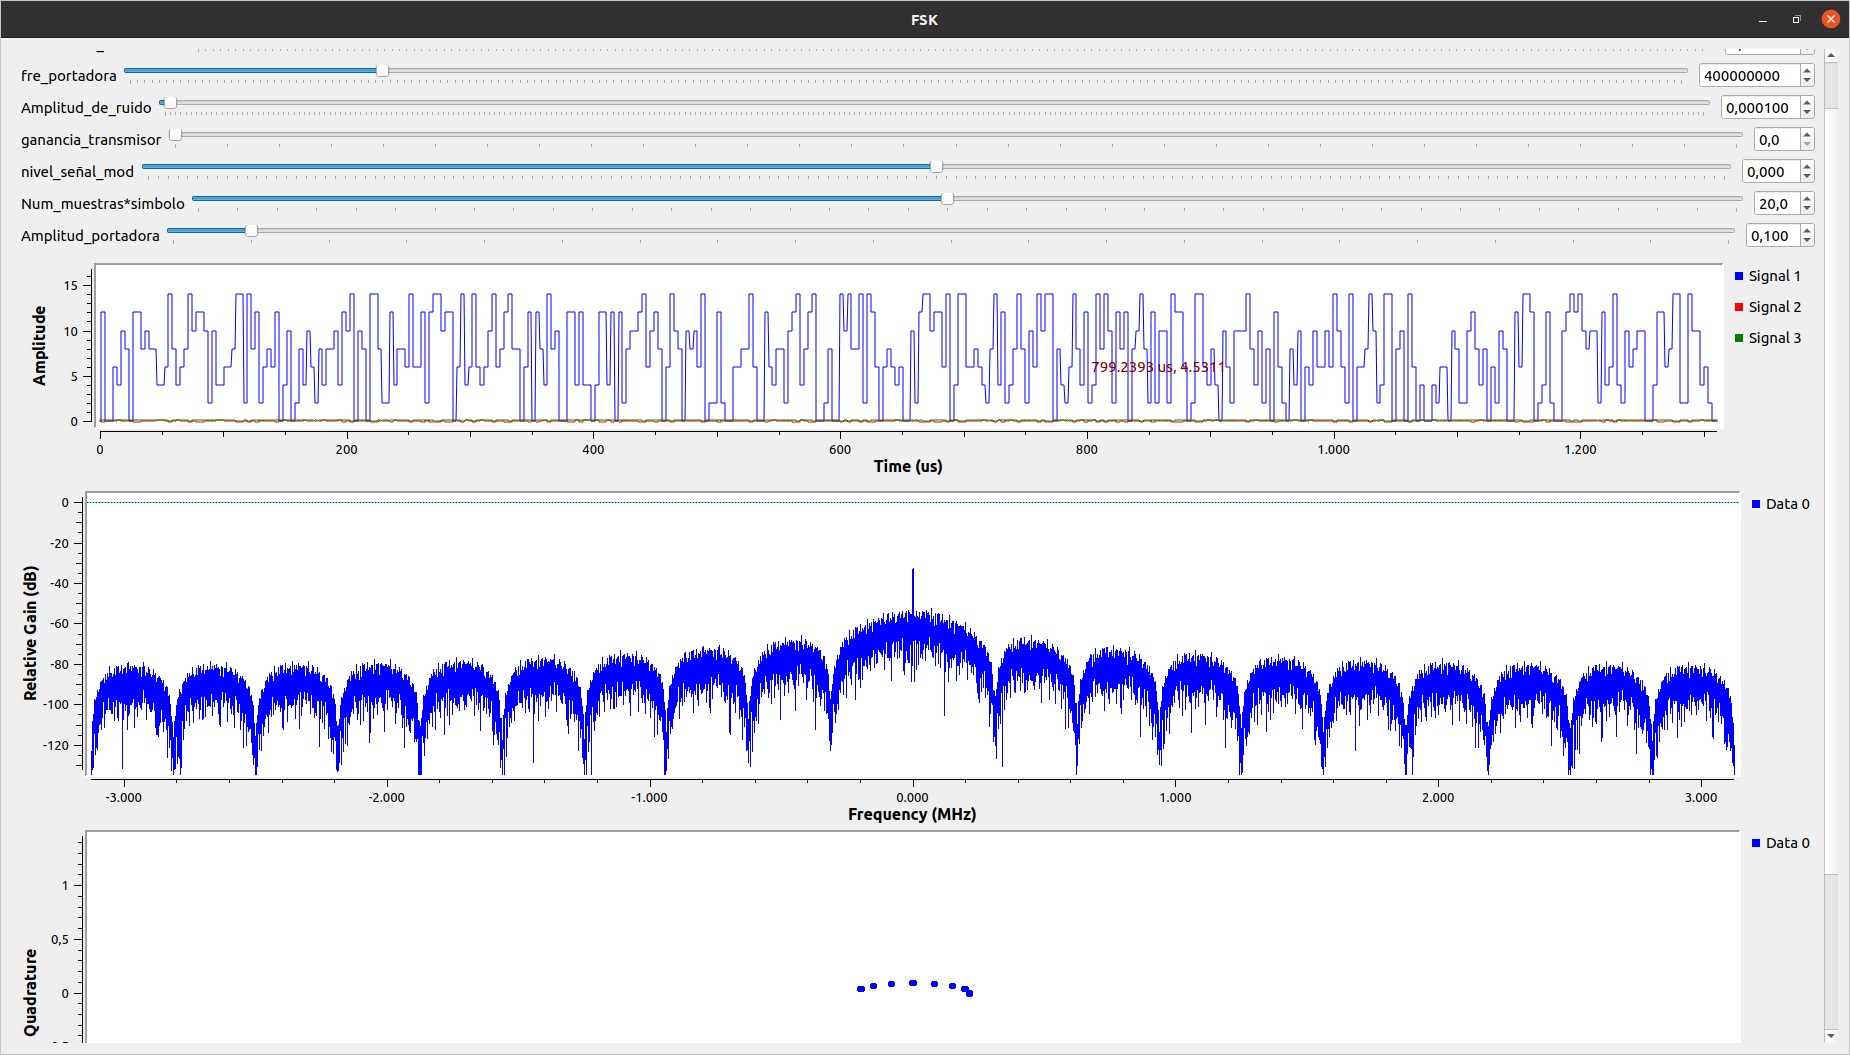 FSK
fre_portadora 400000000
Amplitud_de_ruido 0,000100
ganancia_transmisor 0,0
nivel_señal_mod 0,000
Num_muestras*simbolo 20,0
Amplitud_portadora 0,100
Amplitude
15
10
5
0
799.2393 us, 4.5311
Signal 1
Signal 2
Signal 3
0 200 400 600 800 1.000 1.200
Time (us)
Relative Gain (dB)
0
-20
-40
-60
-80
-100
-120
Data 0
-3.000 -2.000 -1.000 0.000 1.000 2.000 3.000
Frequency (MHz)
Quadrature
1
0,5
0
Data 0